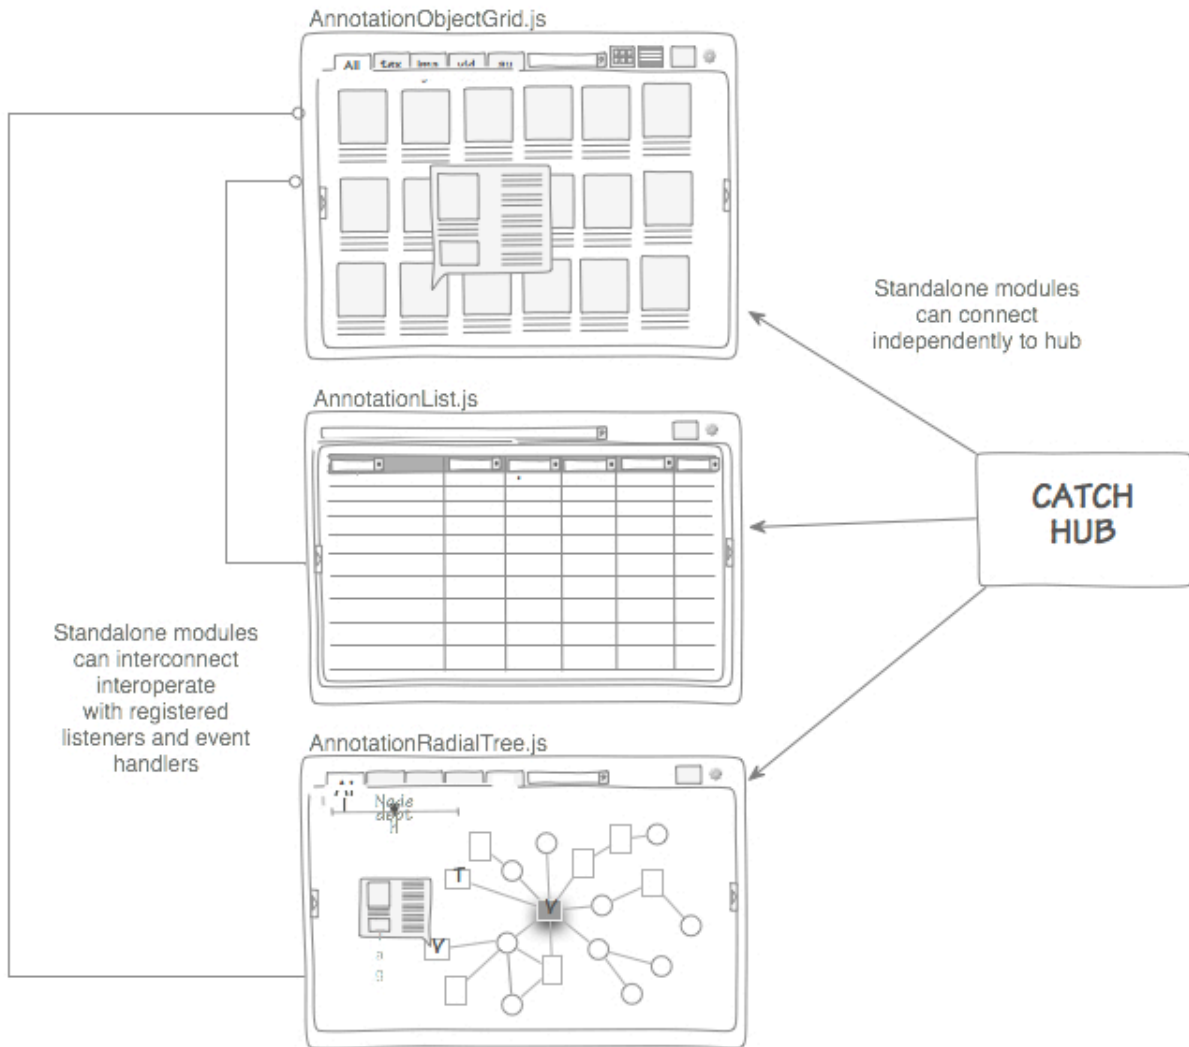 AnnotationObjectGrid.js
All
Standalone modules
can connect
independently to hub
AnnotationList.js
CATCH
HUB
Standalone modules
can interconnect
interoperate
with registered
listeners and event
handlers
AnnotationRadialTree.js
Node
T
V
V